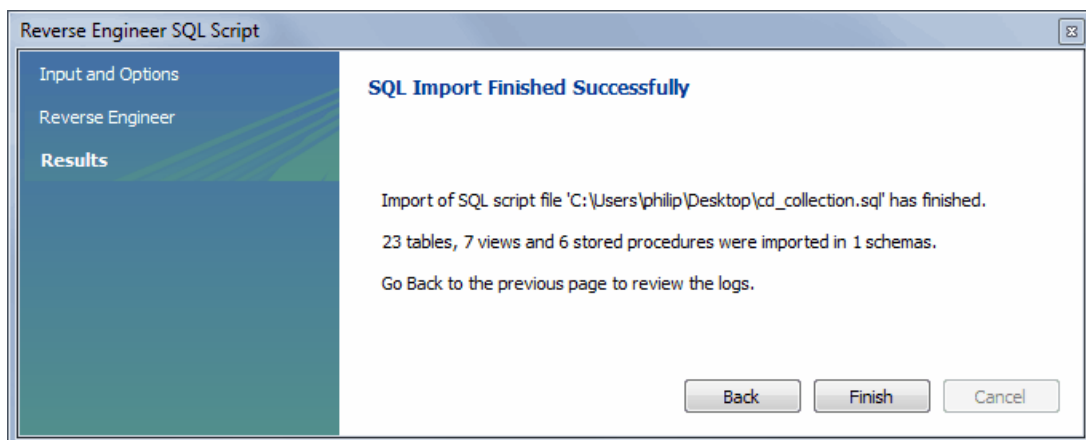 Reverse Engineer SQL Script
Input and Options
Reverse Engineer
Results
SQL Import Finished Successfully
Import of SQL script file 'C:\Users\philip\Desktop\cd_collection.sql' has finished.
23 tables, 7 views and 6 stored procedures were imported in 1 schemas.
Go Back to the previous page to review the logs.
Back Finish Cancel